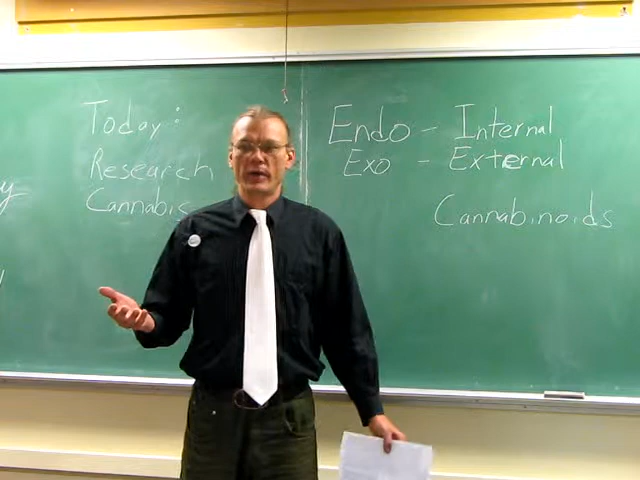 Today:
Research
Cannabis
Endo - Internal
Exo - External
Cannabinoids